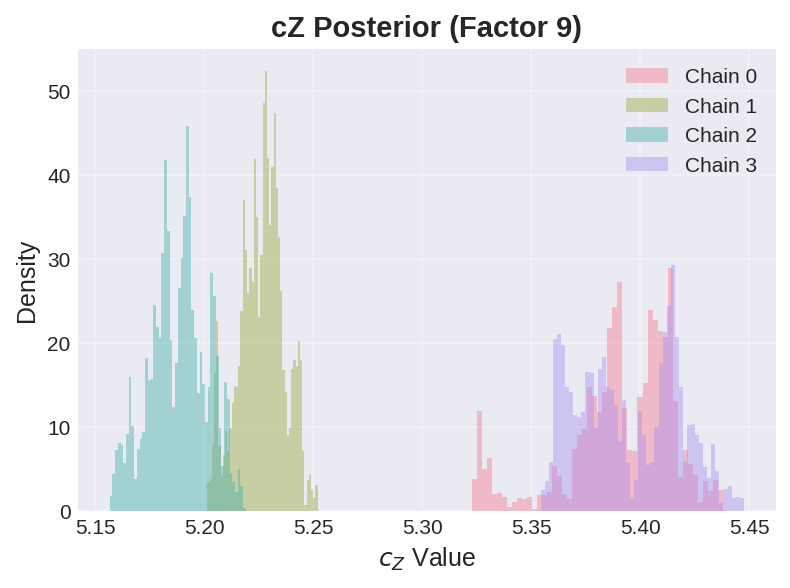 cZ Posterior (Factor 9)
Chain 0
Chain 1
Chain 2
Chain 3
Density
50
40
30
20
10
0
5.15 5.20 5.25 5.30 5.35 5.40 5.45
c_Z Value